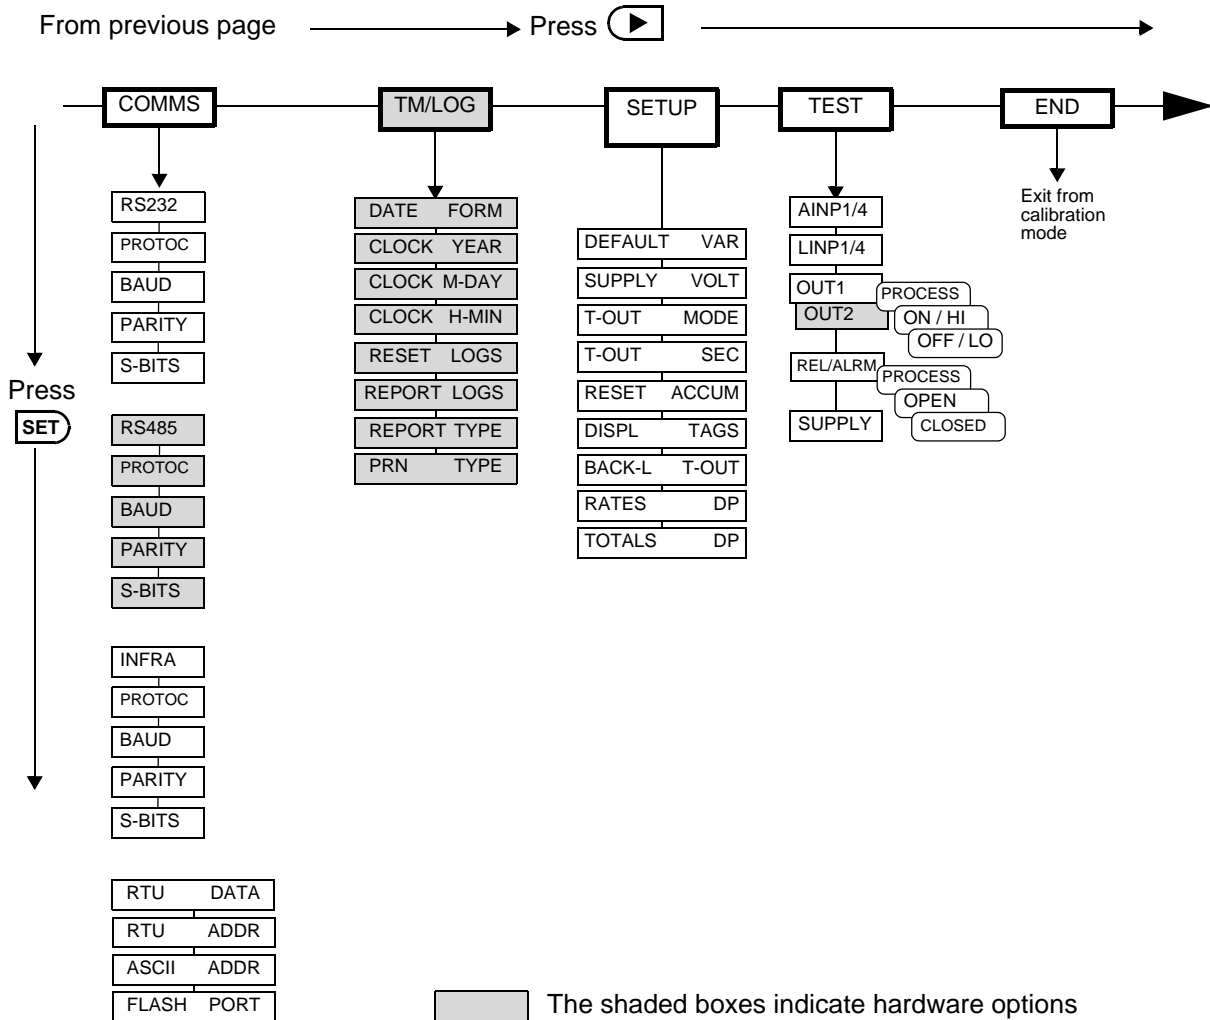 From previous page
Press
COMMS
TM/LOG
SETUP
TEST
END
Press
SET
RS232
PROTOC
BAUD
PARITY
S-BITS
RS485
PROTOC
BAUD
PARITY
S-BITS
INFRA
PROTOC
BAUD
PARITY
S-BITS
RTU DATA
RTU ADDR
ASCII ADDR
FLASH PORT
DATE FORM
CLOCK YEAR
CLOCK M-DAY
CLOCK H-MIN
RESET LOGS
REPORT LOGS
REPORT TYPE
PRN TYPE
DEFAULT VAR
SUPPLY VOLT
T-OUT MODE
T-OUT SEC
RESET ACCUM
DISPL TAGS
BACK-L T-OUT
RATES DP
TOTALS DP
AINP1/4
LINP1/4
OUT1
OUT2
PROCESS
ON / HI
OFF / LO
REL/ALRM
PROCESS
OPEN
CLOSED
SUPPLY
Exit from
calibration
mode
The shaded boxes indicate hardware options